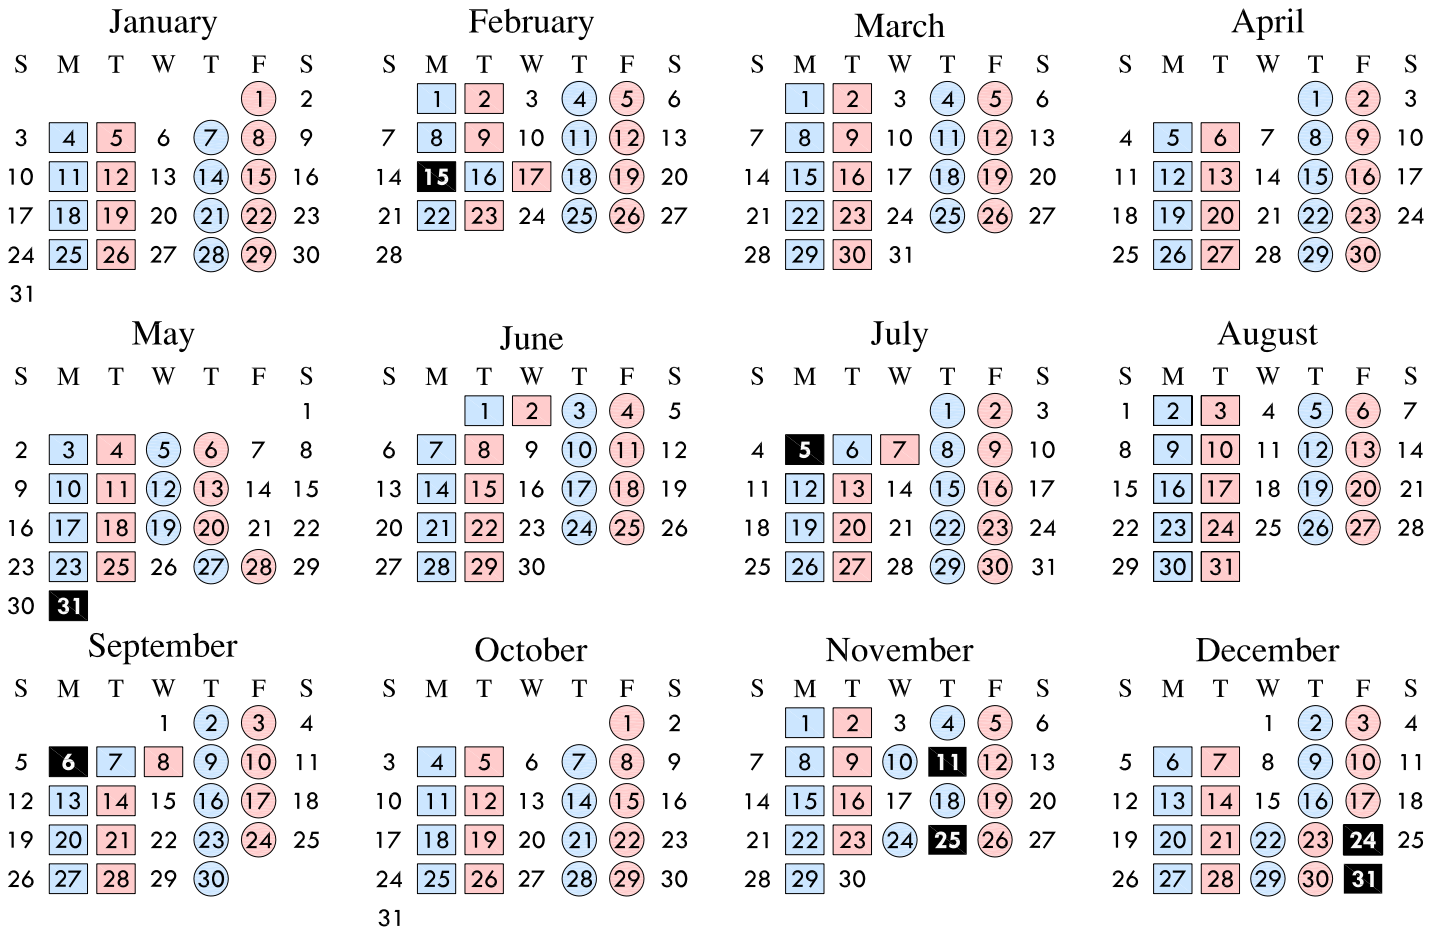 January February March April
S M T W T F S S M T W T F S S M T W T F S S M T W T F S
1 2 1 2 3 4 5 6 1 2 3 4 5 6 1 2 3
3 4 5 6 7 8 9 7 8 9 10 11 12 13 7 8 9 10 11 12 13 4 5 6 7 8 9 10
10 11 12 13 14 15 16 14 15 16 17 18 19 20 14 15 16 17 18 19 20 11 12 13 14 15 16 17
17 18 19 20 21 22 23 21 22 23 24 25 26 27 21 22 23 24 25 26 27 18 19 20 21 22 23 24
24 25 26 27 28 29 30 28 28 29 30 31 25 26 27 28 29 30
31
May June July August
S M T W T F S S M T W T F S S M T W T F S S M T W T F S
1 1 2 3 4 5 1 2 3 1 2 3 4 5 6 7
2 3 4 5 6 7 8 6 7 8 9 10 11 12 4 5 6 7 8 9 10 8 9 10 11 12 13 14
9 10 11 12 13 14 15 13 14 15 16 17 18 19 11 12 13 14 15 16 17 15 16 17 18 19 20 21
16 17 18 19 20 21 22 20 21 22 23 24 25 26 18 19 20 21 22 23 24 22 23 24 25 26 27 28
23 23 25 26 27 28 29 27 28 29 30 25 26 27 28 29 30 31 29 30 31
30 31
September October November December
S M T W T F S S M T W T F S S M T W T F S S M T W T F S
1 2 3 4 1 2 1 2 3 4 5 6 1 2 3 4
5 6 7 8 9 10 11 3 4 5 6 7 8 9 7 8 9 10 11 12 13 5 6 7 8 9 10 11
12 13 14 15 16 17 18 10 11 12 13 14 15 16 14 15 16 17 18 19 20 12 13 14 15 16 17 18
19 20 21 22 23 24 25 17 18 19 20 21 22 23 21 22 23 24 25 26 27 19 20 21 22 23 24 25
26 27 28 29 30 24 25 26 27 28 29 30 28 29 30 26 27 28 29 30 31
31